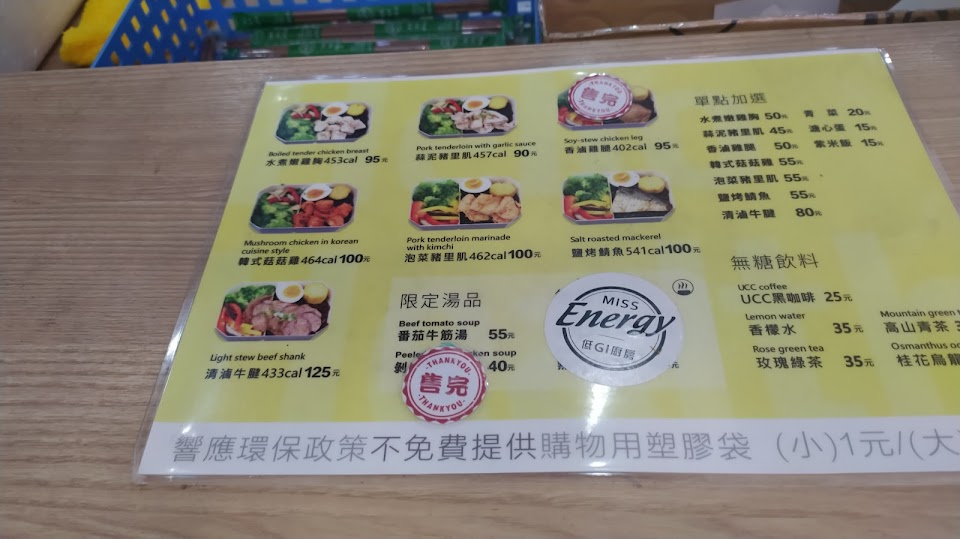 THANKYOU
售完
THANKYOU
Boiled tender chicken breast
水煮嫩雞胸453cal 95元
Pork tenderloin with garlic sauce
蒜泥豬里肌457cal 90元
Soy-stew chicken leg
香滷雞腿402cal 95元
Mushroom chicken in korean
cuisine style
韓式菇菇雞464cal 100元
Pork tenderloin marinade
with kimchi
泡菜豬里肌462cal 100元
Salt roasted mackerel
鹽烤鯖魚541cal 100元
Light stew beef shank
清滷牛腱433cal 125元
限定湯品
Beef tomato soup
番茄牛筋湯 55元
soup
剝 40元
·THANKYOU·
售完
·THANKYOU·
MISS
Energy
低GI廚房
單點加選
水煮嫩雞胸 50元 青菜 20元
蒜泥豬里肌 45元 溏心蛋 15元
香滷雞腿 50元 紫米飯 15元
韓式菇菇雞 55元
泡菜豬里肌 55元
鹽烤鯖魚 55元
清滷牛腱 80元
無糖飲料
UCC coffee
UCC黑咖啡 25元
Lemon water
香檬水 35元
Rose green tea
玫瑰綠茶 35元
Mountain green t
高山青茶 3
Osmanthus oo
桂花烏龍
響應環保政策不免費提供購物用塑膠袋 (小)1元/(大